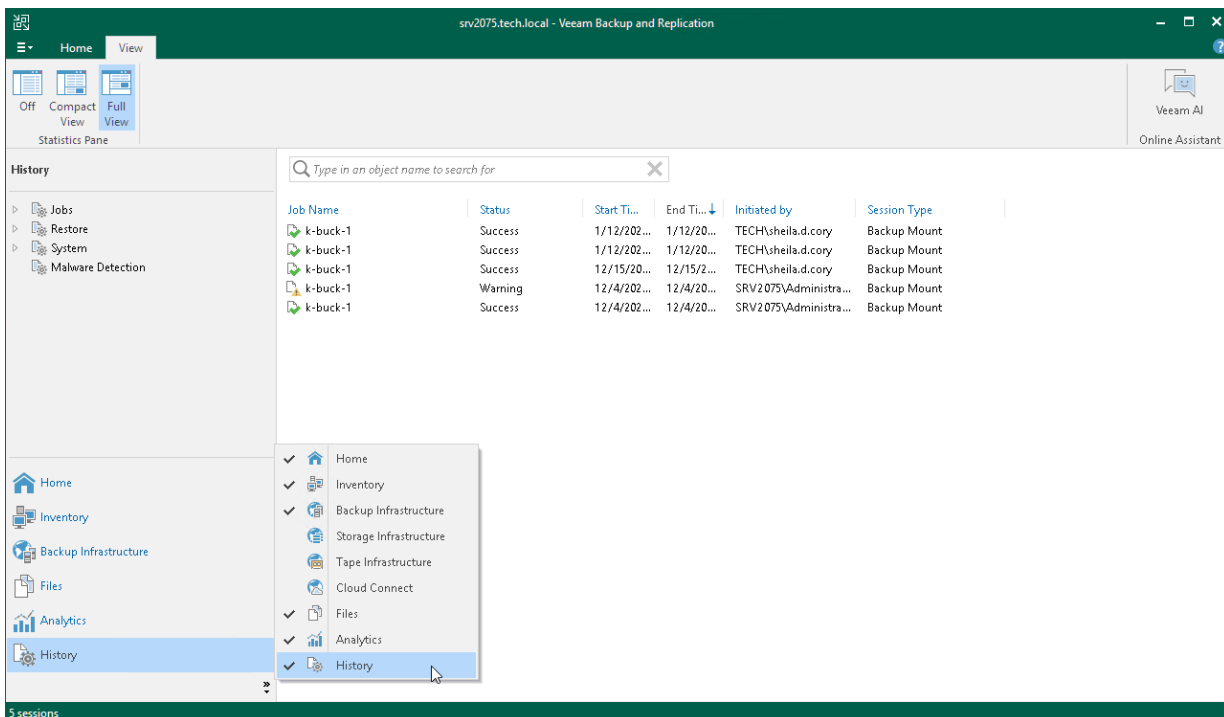 srv2075.tech.local - Veeam Backup and Replication
Home View
Off Compact View Full View
Statistics Pane
Veeam AI
Online Assistant
History
Type in an object name to search for
Jobs
Restore
System
Malware Detection
Job Name Status Start Ti... End Ti... Initiated by Session Type
k-buck-1 Success 1/12/202... 1/12/20... TECH\sheila.d.cory Backup Mount
k-buck-1 Success 1/12/202... 1/12/20... TECH\sheila.d.cory Backup Mount
k-buck-1 Success 12/15/20... 12/15/2... TECH\sheila.d.cory Backup Mount
k-buck-1 Warning 12/4/202... 12/4/20... SRV2075\Administra... Backup Mount
k-buck-1 Success 12/4/202... 12/4/20... SRV2075\Administra... Backup Mount
Home
Inventory
Backup Infrastructure
Files
Analytics
History
Home
Inventory
Backup Infrastructure
Storage Infrastructure
Tape Infrastructure
Cloud Connect
Files
Analytics
History
5 sessions